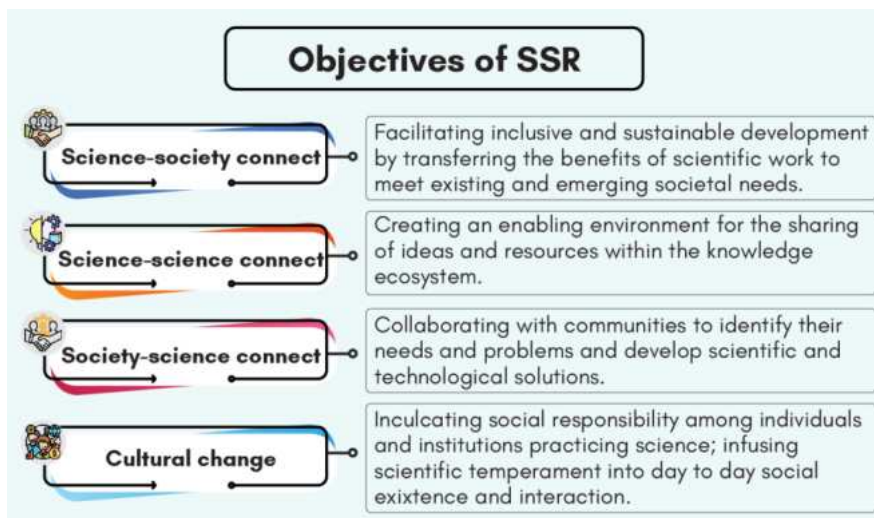 Objectives of SSR
Science-society connect
Facilitating inclusive and sustainable development
by transferring the benefits of scientific work to
meet existing and emerging societal needs.
Science-science connect
Creating an enabling environment for the sharing
of ideas and resources within the knowledge
ecosystem.
Society-science connect
Collaborating with communities to identify their
needs and problems and develop scientific and
technological solutions.
Cultural change
Inculcating social responsibility among individuals
and institutions practicing science; infusing
scientific temperament into day to day social
exixtence and interaction.